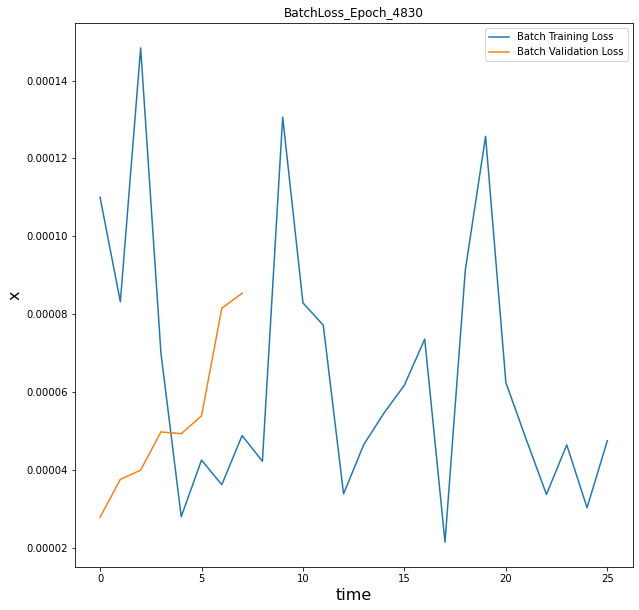 BatchLoss_Epoch_4830
Batch Training Loss
Batch Validation Loss
0.00014
0.00012
0.00010
0.00008
0.00006
0.00004
0.00002
x
0 5 10 15 20 25
time